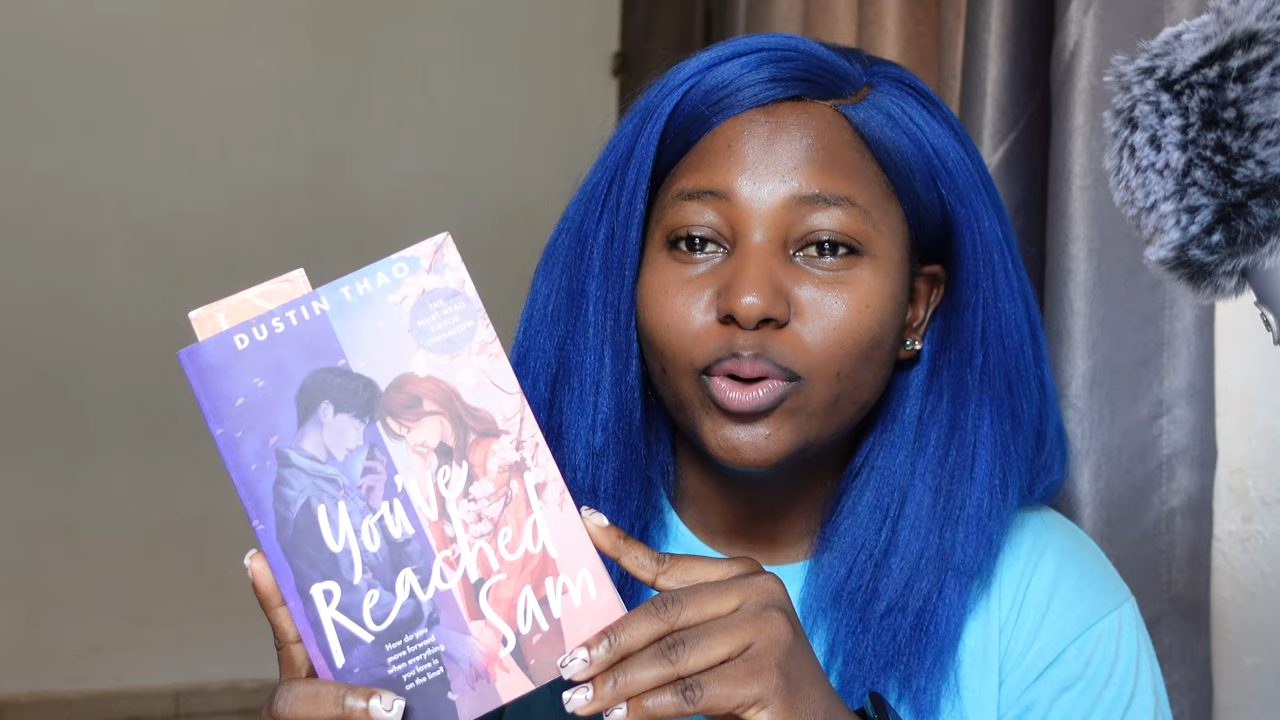 DUSTIN THAO
THE
MUST-READ
TIKTOK
SENSATION
You've
Reached
Sam
How do you
move forward
when everything
you love is
on the line?